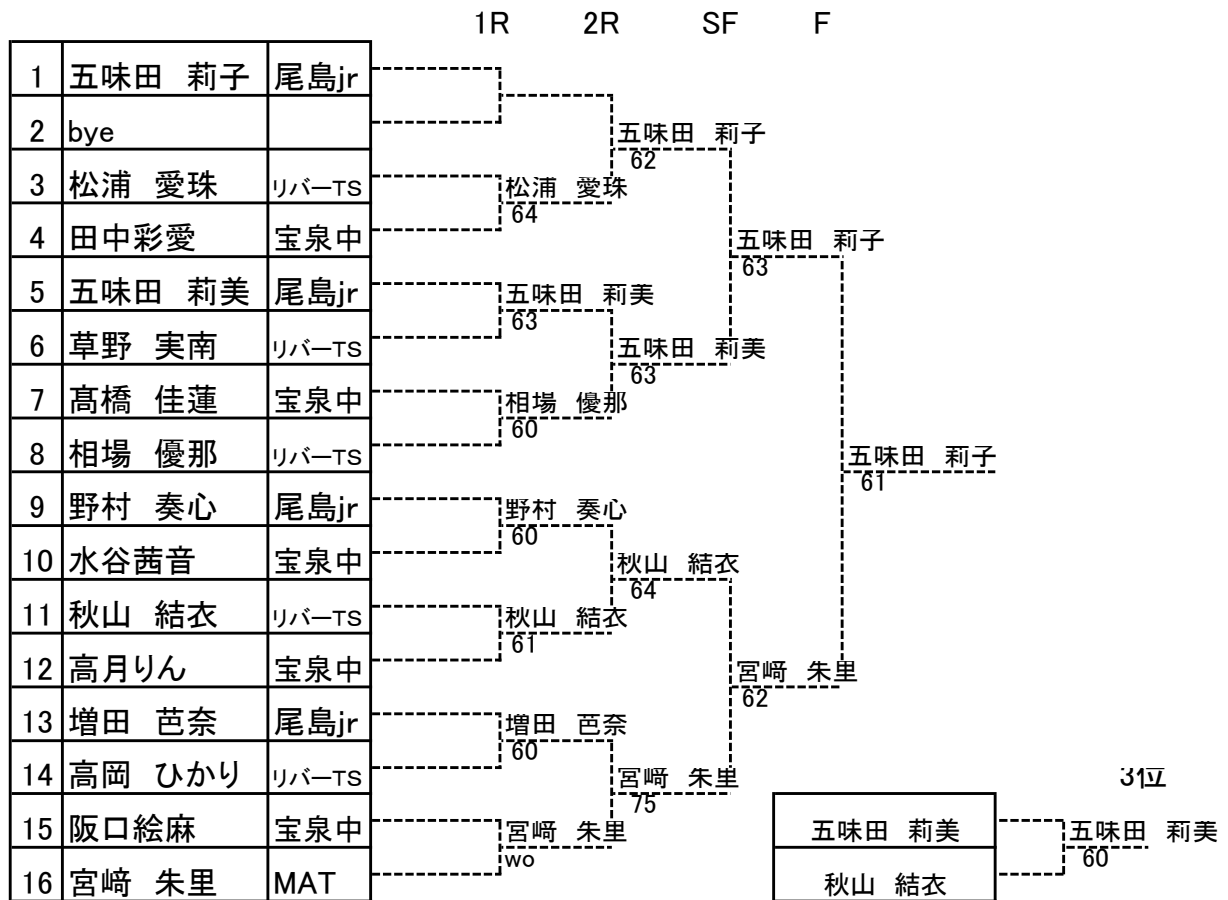 1R 2R SF F
1 五味田 莉子 尾島jr
2 bye
五味田 莉子
62
3 松浦 愛珠 リバーTS
松浦 愛珠
64
4 田中彩愛 宝泉中
五味田 莉子
63
5 五味田 莉美 尾島jr
五味田 莉美
63
6 草野 実南 リバーTS
五味田 莉美
63
7 髙橋 佳蓮 宝泉中
相場 優那
60
8 相場 優那 リバーTS
五味田 莉子
61
9 野村 奏心 尾島jr
野村 奏心
60
10 水谷茜音 宝泉中
秋山 結衣
64
11 秋山 結衣 リバーTS
秋山 結衣
61
12 高月りん 宝泉中
宮﨑 朱里
62
13 増田 芭奈 尾島jr
増田 芭奈
60
14 高岡 ひかり リバーTS
宮﨑 朱里
75
3位
15 阪口絵麻 宝泉中
宮﨑 朱里
wo
五味田 莉美
五味田 莉美
60
16 宮﨑 朱里 MAT
秋山 結衣